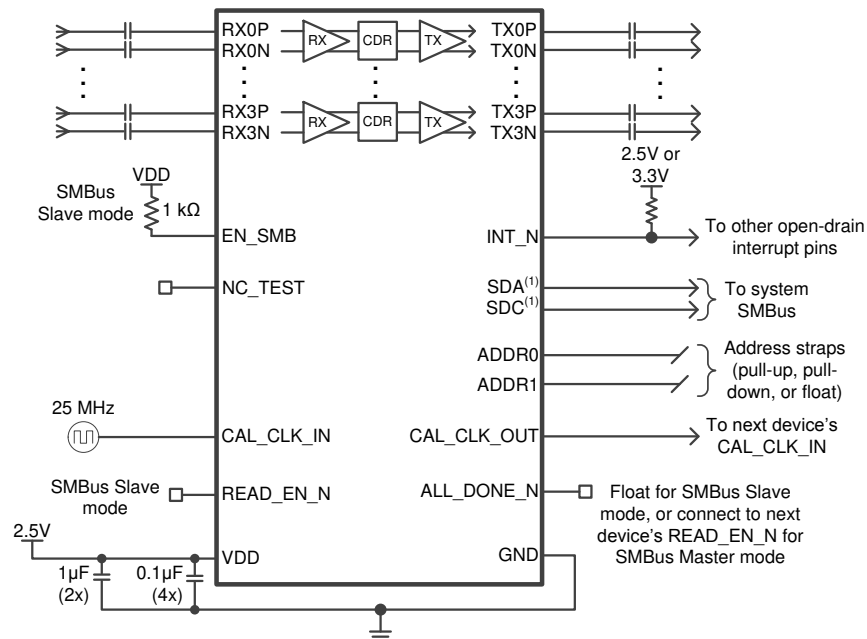 RX0P
RX0N
RX
CDR
TX
TX0P
TX0N
RX3P
RX3N
RX
CDR
TX
TX3P
TX3N
VDD
SMBus
Slave mode
1 kΩ
EN_SMB
2.5V or
3.3V
INT_N
To other open-drain
interrupt pins
NC_TEST
SDA(1)
SDC(1)
To system
SMBus
ADDR0
ADDR1
Address straps
(pull-up, pull-
down, or float)
25 MHz
CAL_CLK_IN
CAL_CLK_OUT
To next device's
CAL_CLK_IN
SMBus Slave
mode
READ_EN_N
ALL_DONE_N
Float for SMBus Slave
mode, or connect to next
device's READ_EN_N for
SMBus Master mode
2.5V
VDD
GND
1μF
(2x)
0.1μF
(4x)